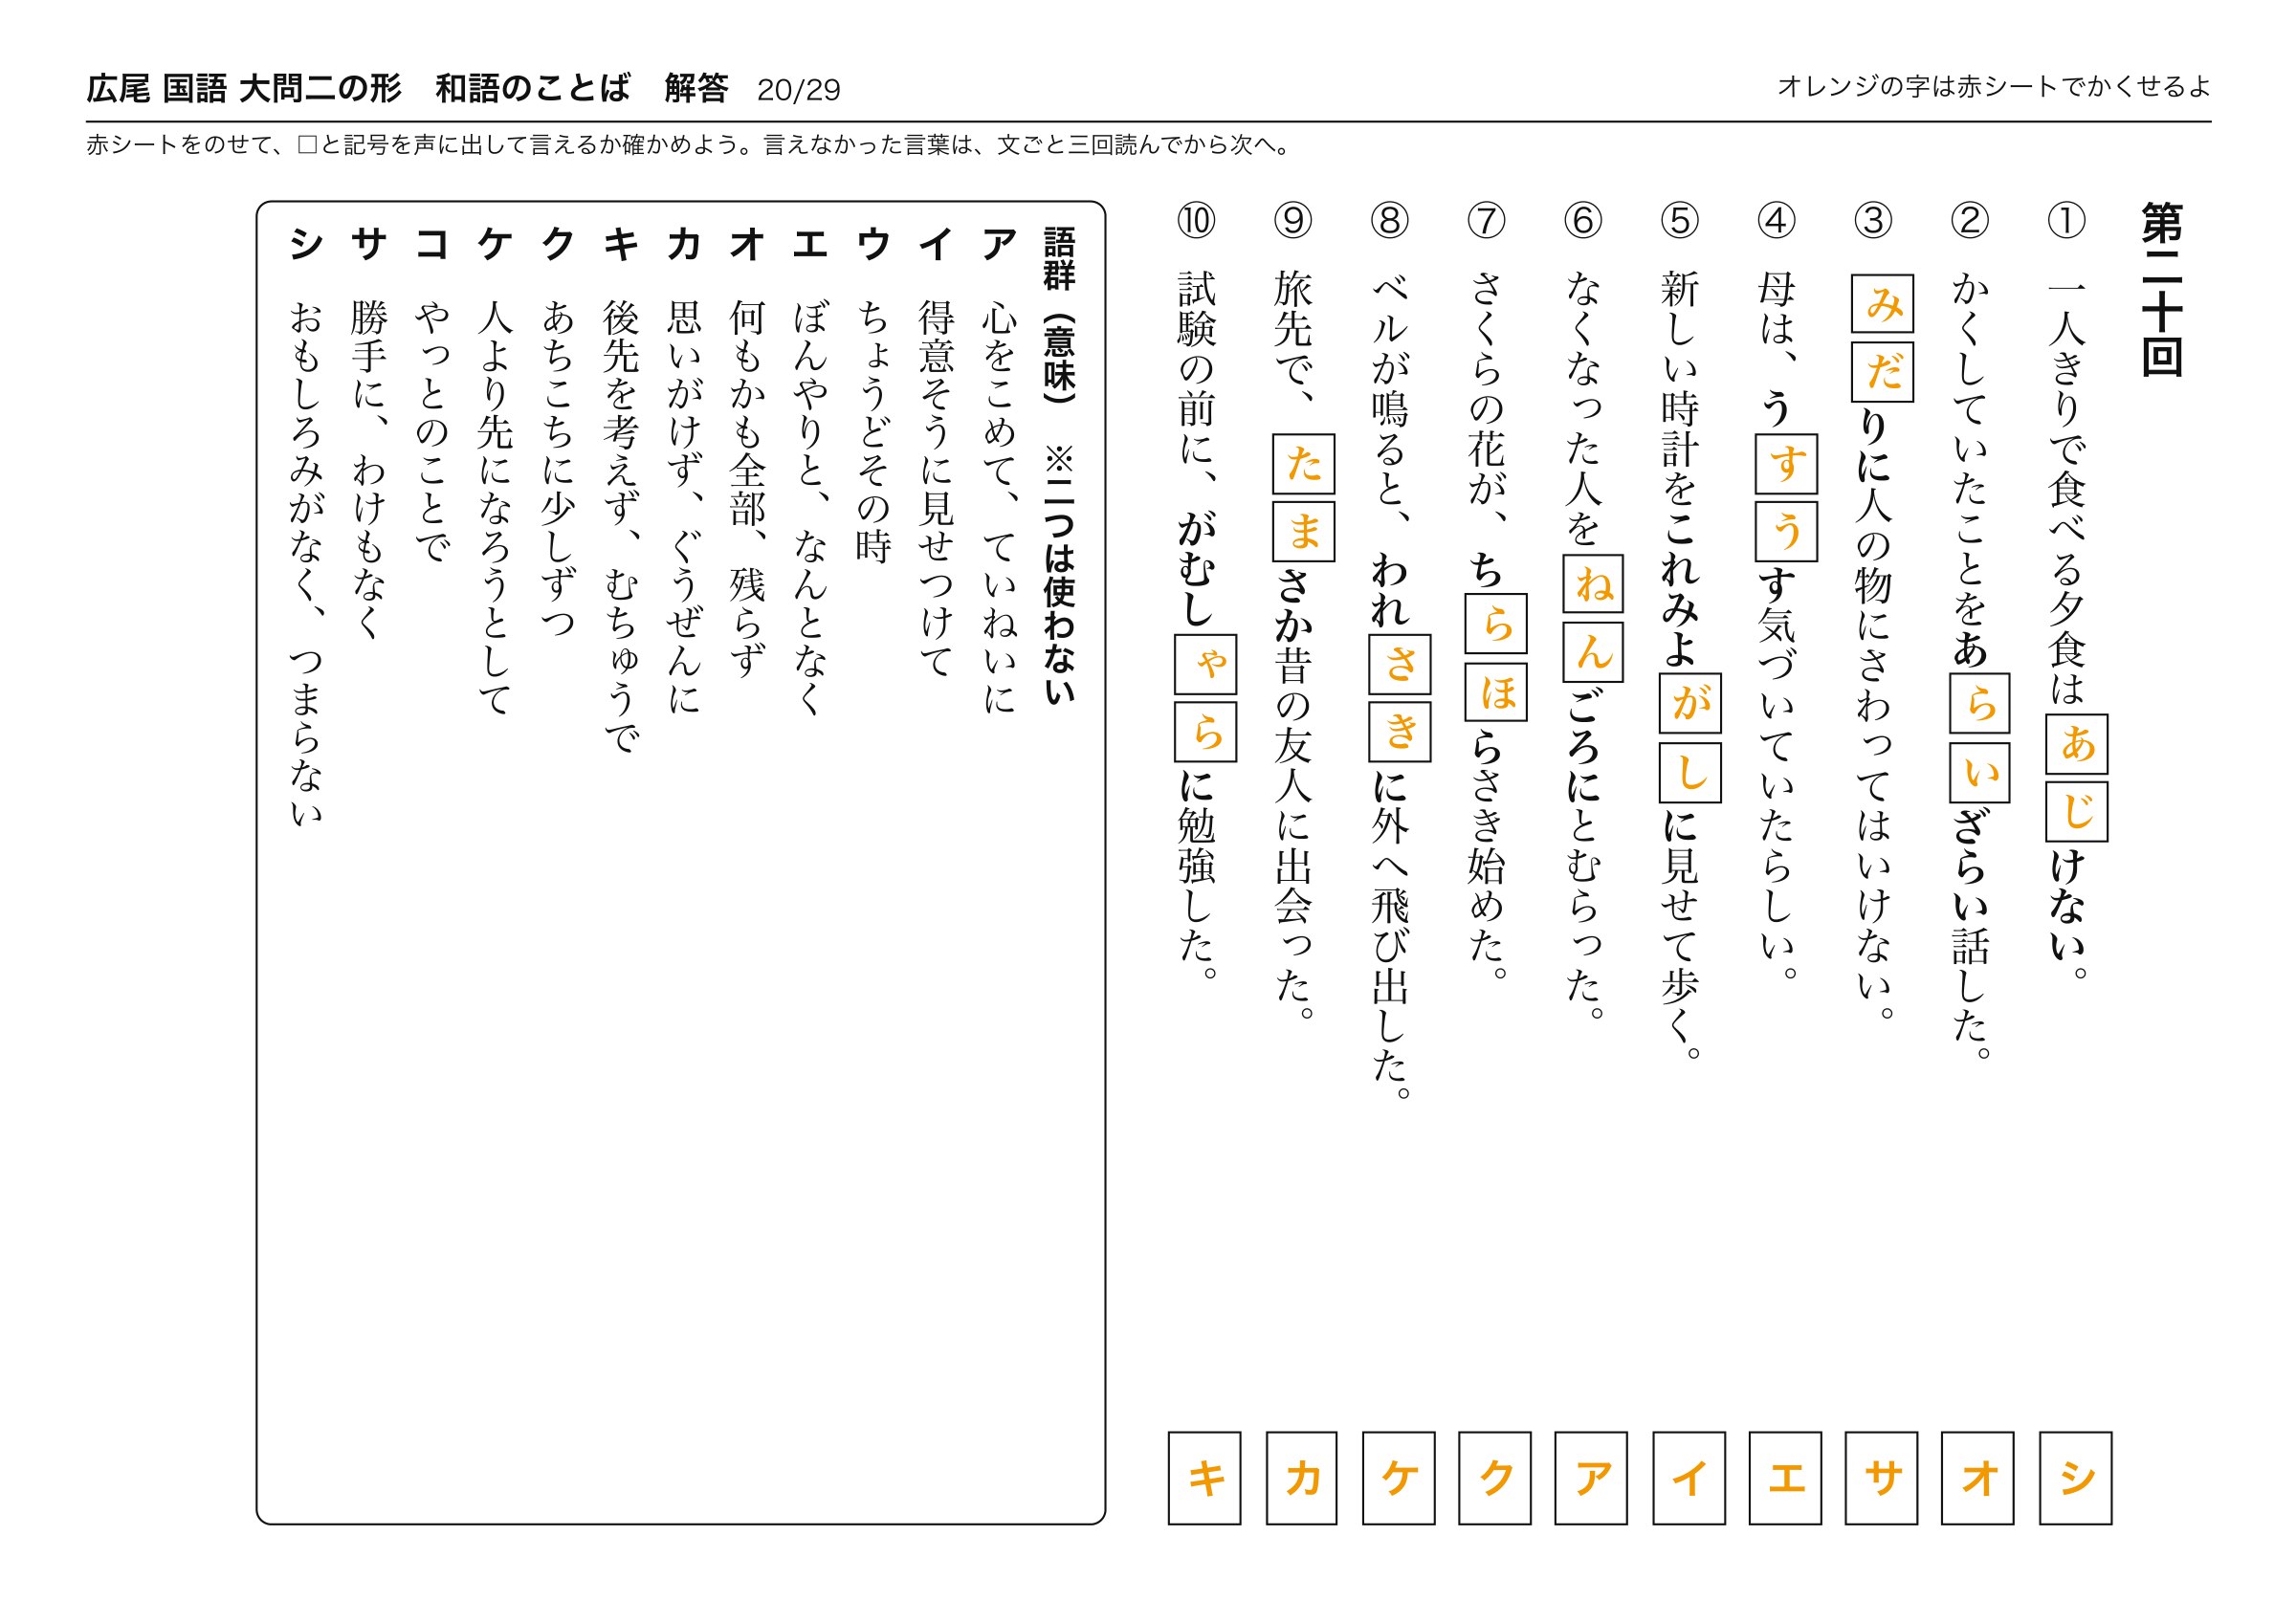 広尾 国語 大問二の形　和語のことば　解答　20/29
オレンジの字は赤シートでかくせるよ
赤シートをのせて、□と記号を声に出して言えるか確かめよう。言えなかった言葉は、文ごと三回読んでから次へ。
第二十回
① 一人きりで食べる夕食はあじけない。 シ
② かくしていたことをあらいざらい話した。 オ
③ みだりに人の物にさわってはいけない。 サ
④ 母は、うすうす気づいていたらしい。 エ
⑤ 新しい時計をこれみよがしに見せて歩く。 イ
⑥ なくなった人をねんごろにとむらった。 ア
⑦ さくらの花が、ちらほらさき始めた。 ク
⑧ ベルが鳴ると、われさきに外へ飛び出した。 ケ
⑨ 旅先で、たまさか昔の友人に出会った。 カ
⑩ 試験の前に、がむしゃらに勉強した。 キ
語群（意味）　※二つは使わない
ア　心をこめて、ていねいに
イ　得意そうに見せつけて
ウ　ちょうどその時
エ　ぼんやりと、なんとなく
オ　何もかも全部、残らず
カ　思いがけず、ぐうぜんに
キ　後先を考えず、むちゅうで
ク　あちこちに少しずつ
ケ　人より先になろうとして
コ　やっとのことで
サ　勝手に、わけもなく
シ　おもしろみがなく、つまらない